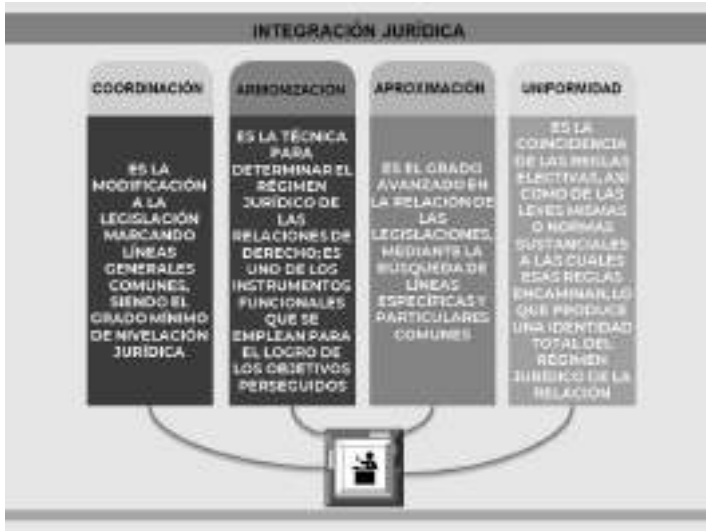 INTEGRACIÓN JURÍDICA
COORDINACIÓN
ES LA
MODIFICACIÓN
A LA
LEGISLACIÓN
MARCANDO
LÍNEAS
GENERALES
COMUNES,
SIENDO EL
GRADO MÍNIMO
DE NIVELACIÓN
JURÍDICA
ARMONIZACIÓN
ES LA TÉCNICA
PARA
DETERMINAR EL
RÉGIMEN
JURÍDICO DE
LAS
RELACIONES DE
DERECHO; ES
UNO DE LOS
INSTRUMENTOS
FUNCIONALES
QUE SE
EMPLEAN PARA
EL LOGRO DE
LOS OBJETIVOS
PERSEGUIDOS
APROXIMACIÓN
ES EL GRADO
AVANZADO EN
LA RELACIÓN DE
LAS
LEGISLACIONES,
MEDIANTE LA
BÚSQUEDA DE
LÍNEAS
ESPECÍFICAS Y
PARTICULARES
COMUNES
UNIFORMIDAD
ES LA
COINCIDENCIA
DE LAS REGLAS
ELECTIVAS, ASÍ
COMO DE LAS
LEYES MISMAS
O NORMAS
SUSTANCIALES
A LAS CUALES
ESAS REGLAS
ENCAMINAN, LO
QUE PRODUCE
UNA IDENTIDAD
TOTAL DEL
RÉGIMEN
JURÍDICO DE LA
RELACIÓN